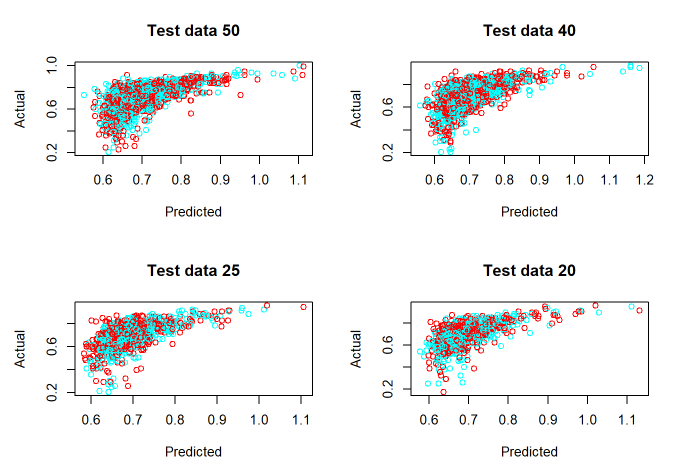 Test data 50
Actual
1.0
0.6
0.2
0.6 0.7 0.8 0.9 1.0 1.1
Predicted
Test data 40
Actual
0.6
0.2
0.6 0.7 0.8 0.9 1.0 1.1 1.2
Predicted
Test data 25
Actual
0.6
0.2
0.6 0.7 0.8 0.9 1.0 1.1
Predicted
Test data 20
Actual
0.6
0.2
0.6 0.7 0.8 0.9 1.0 1.1
Predicted